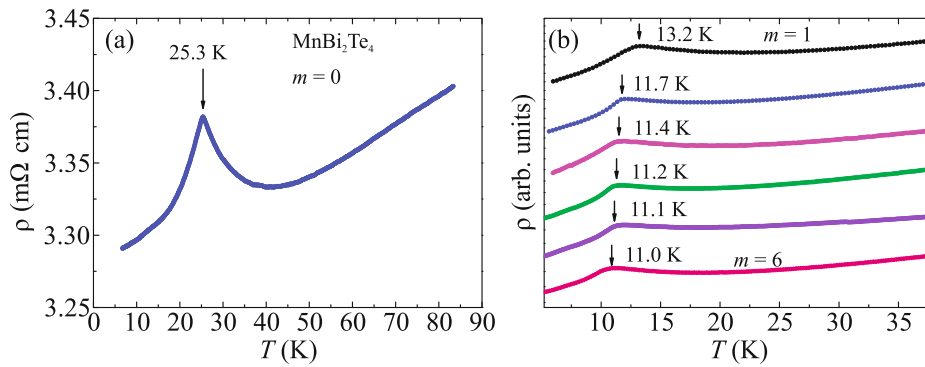 (a)
MnBi₂Te₄
25.3 K
m = 0
3.45
3.40
3.35
3.30
3.25
ρ (mΩ cm)
0 10 20 30 40 50 60 70 80 90
T (K)
(b)
13.2 K
m = 1
11.7 K
11.4 K
11.2 K
11.1 K
11.0 K
m = 6
ρ (arb. units)
10 15 20 25 30 35
T (K)